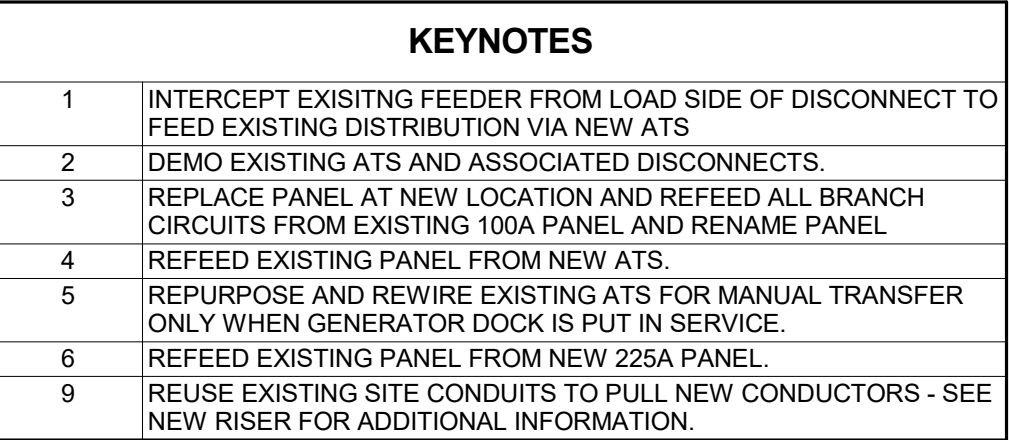 KEYNOTES
1 INTERCEPT EXISITNG FEEDER FROM LOAD SIDE OF DISCONNECT TO
FEED EXISTING DISTRIBUTION VIA NEW ATS
2 DEMO EXISTING ATS AND ASSOCIATED DISCONNECTS.
3 REPLACE PANEL AT NEW LOCATION AND REFEED ALL BRANCH
CIRCUITS FROM EXISTING 100A PANEL AND RENAME PANEL
4 REFEED EXISTING PANEL FROM NEW ATS.
5 REPURPOSE AND REWIRE EXISTING ATS FOR MANUAL TRANSFER
ONLY WHEN GENERATOR DOCK IS PUT IN SERVICE.
6 REFEED EXISTING PANEL FROM NEW 225A PANEL.
9 REUSE EXISTING SITE CONDUITS TO PULL NEW CONDUCTORS - SEE
NEW RISER FOR ADDITIONAL INFORMATION.